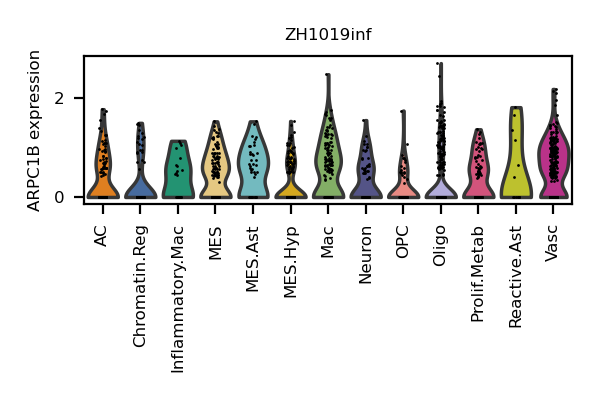 ZH1019inf
ARPC1B expression
2
0
AC
Chromatin.Reg
Inflammatory.Mac
MES
MES.Ast
MES.Hyp
Mac
Neuron
OPC
Oligo
Prolif.Metab
Reactive.Ast
Vasc